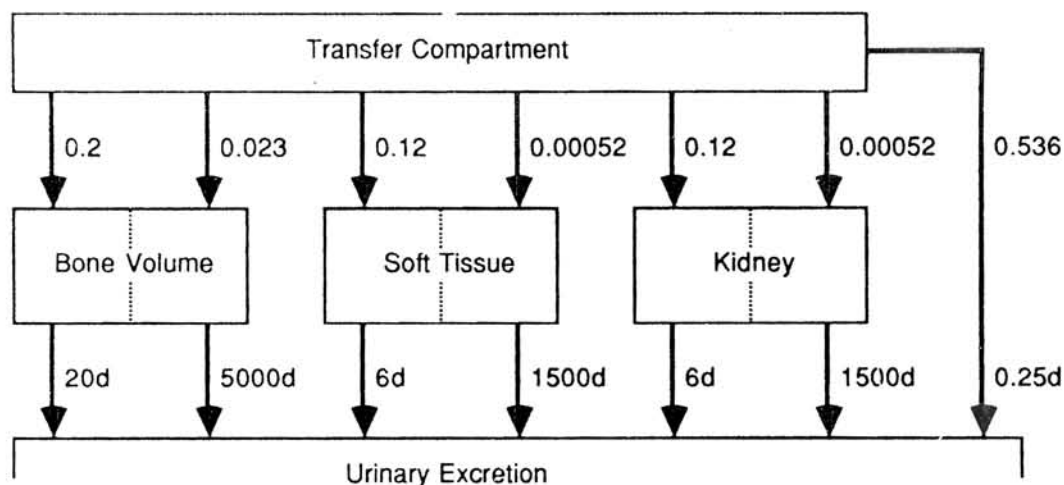 Transfer Compartment
0.2 0.023 0.12 0.00052 0.12 0.00052 0.536
Bone Volume Soft Tissue Kidney
20d 5000d 6d 1500d 6d 1500d 0.25d
Urinary Excretion